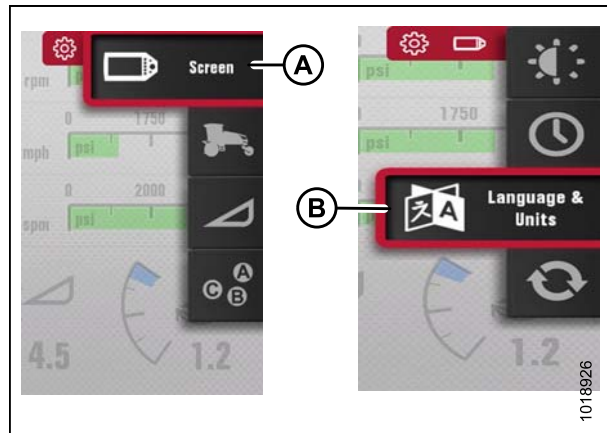 Screen
A
rpm
psi
0
1750
mph
psi
0
2000
psi
A
C
B
4.5
1.2
psi
1750
psi
B
A
Language &
Units
1.2
1018926